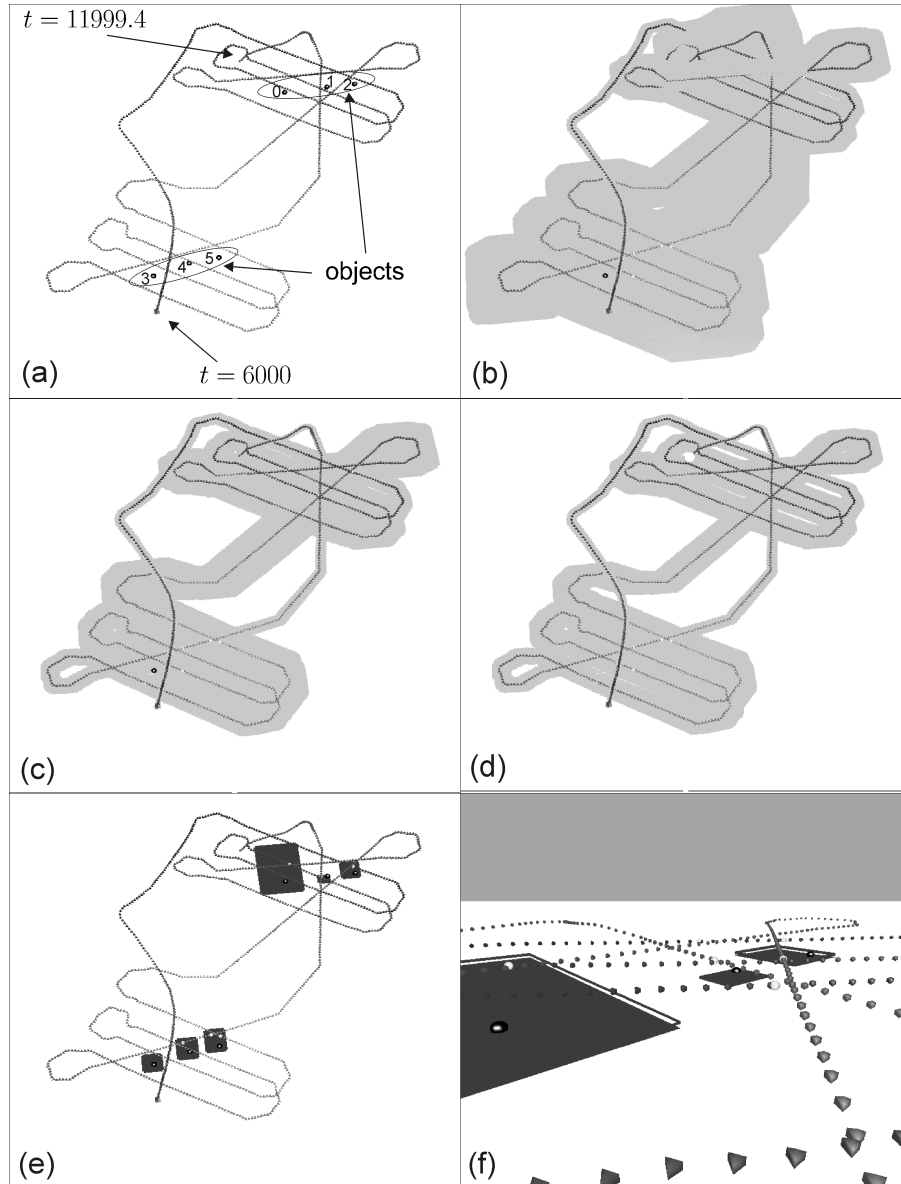 t = 11999.4
0 1 2
3 4 5
objects
t = 6000
(a)
(b)
(c)
(d)
(e)
(f)